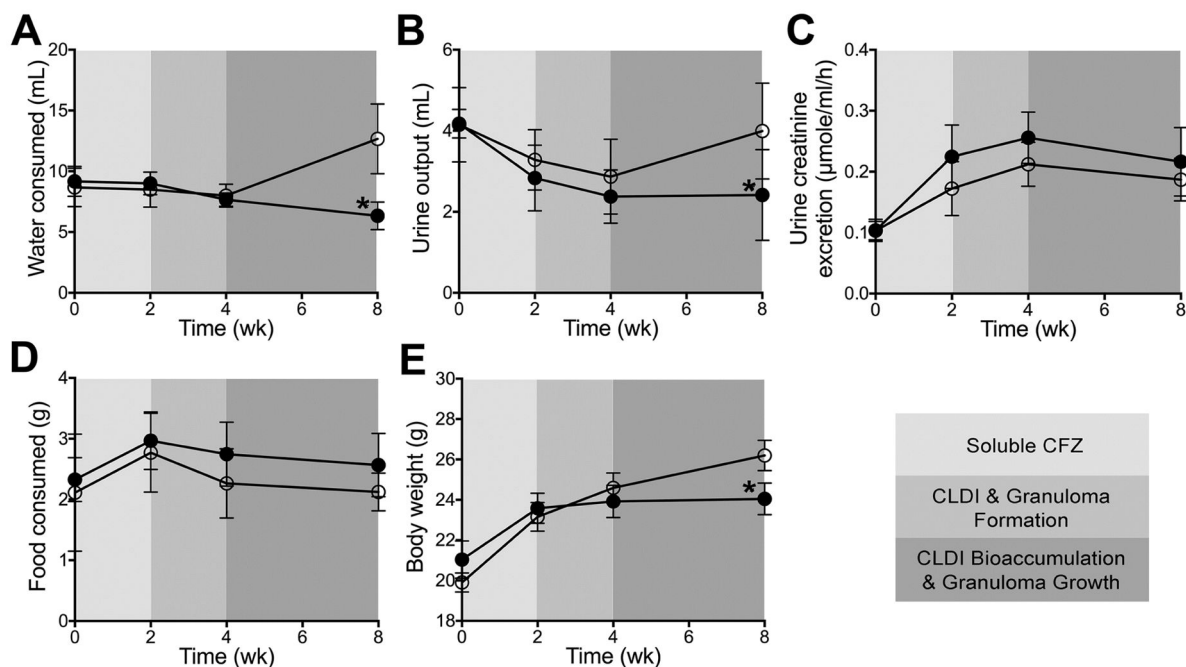 A
Water consumed (mL)
20
15
10
5
0
0 2 4 6 8
Time (wk)
*
B
Urine output (mL)
6
4
2
0
0 2 4 6 8
Time (wk)
*
C
Urine creatinine
excretion (µmole/ml/h)
0.4
0.3
0.2
0.1
0.0
0 2 4 6 8
Time (wk)
D
Food consumed (g)
4
3
2
1
0
0 2 4 6 8
Time (wk)
E
Body weight (g)
30
28
26
24
22
20
18
0 2 4 6 8
Time (wk)
*
Soluble CFZ
CLDI & Granuloma
Formation
CLDI Bioaccumulation
& Granuloma Growth